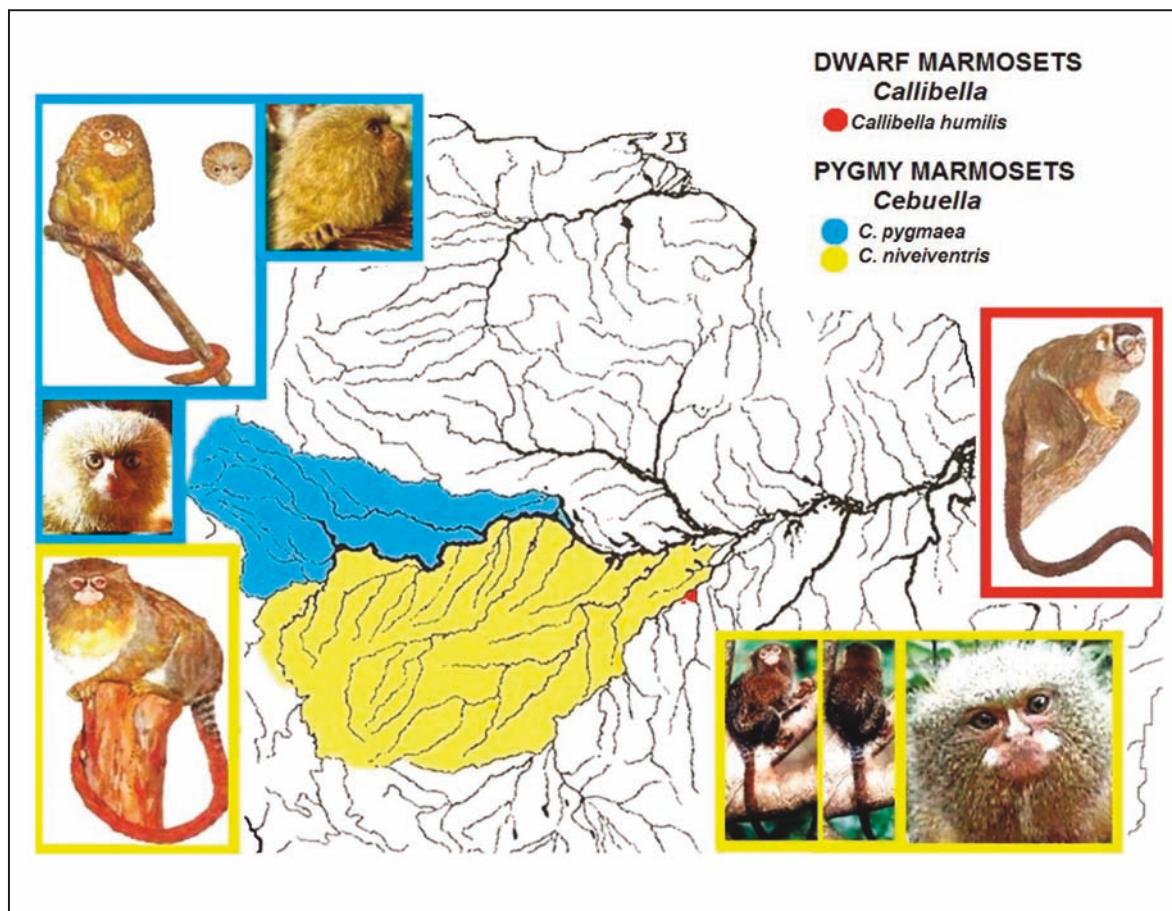 DWARF MARMOSETS
Callibella
Callibella humilis
PYGMY MARMOSETS
Cebuella
C. pygmaea
C. niveiventris